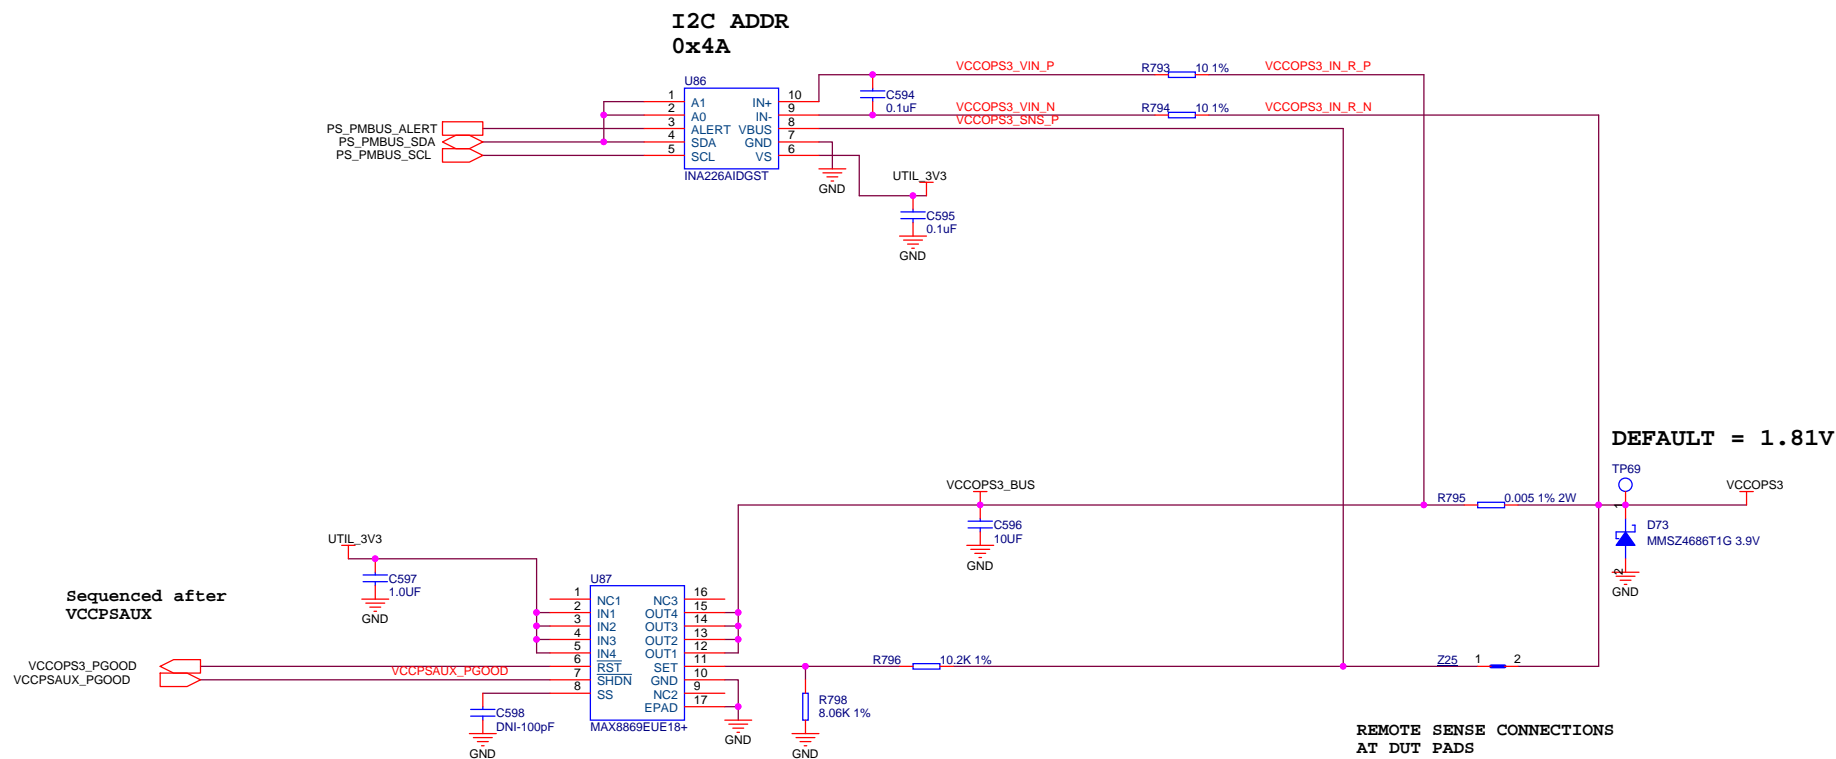 I2C ADDR
0x4A
U86
1 A1 IN+ 10
2 A0 IN- 9
3 ALERT VBUS 8
4 SDA GND 7
5 SCL VS 6
INA226AIDGST
PS_PMBUS_ALERT
PS_PMBUS_SDA
PS_PMBUS_SCL
VCCOPS3_VIN_P
R793 10 1%
VCCOPS3_IN_R_P
C594
0.1uF
VCCOPS3_VIN_N
R794 10 1%
VCCOPS3_IN_R_N
VCCOPS3_SNS_P
GND
UTIL_3V3
C595
0.1uF
GND
DEFAULT = 1.81V
TP69
1
VCCOPS3_BUS
R795 0.005 1% 2W
VCCOPS3
C596
10UF
GND
D73
MMSZ4686T1G 3.9V
2
GND
UTIL_3V3
C597
1.0UF
GND
Sequenced after
VCCPSAUX
U87
1 NC1 NC3 16
2 IN1 OUT4 15
3 IN2 OUT3 14
4 IN3 OUT2 13
5 IN4 OUT1 12
6 RST SET 11
7 SHDN GND 10
8 SS NC2 9
EPAD 17
MAX8869EUE18+
VCCOPS3_PGOOD
VCCPSAUX_PGOOD
VCCPSAUX_PGOOD
C598
DNI-100pF
GND
GND
R796 10.2K 1%
R798
8.06K 1%
GND
Z25 1 2
REMOTE SENSE CONNECTIONS
AT DUT PADS